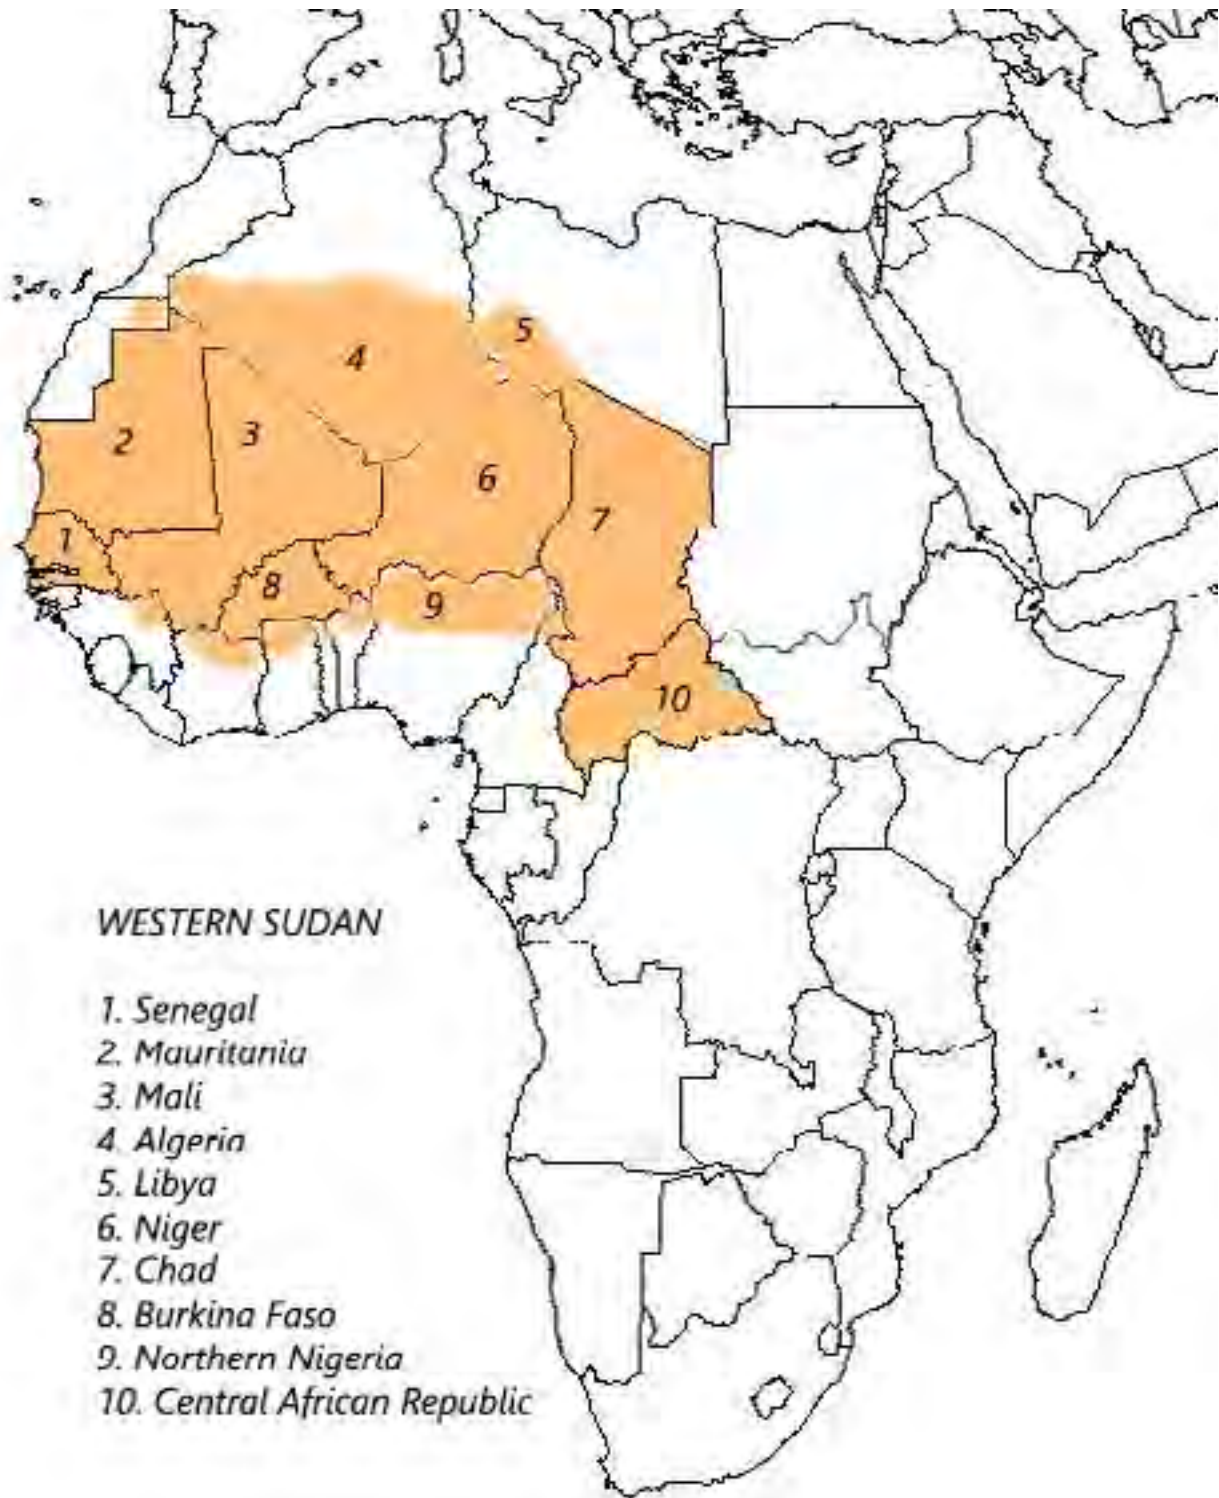 5
4
2
3
6
7
1
8
9
10
WESTERN SUDAN
1. Senegal
2. Mauritania
3. Mali
4. Algeria
5. Libya
6. Niger
7. Chad
8. Burkina Faso
9. Northern Nigeria
10. Central African Republic